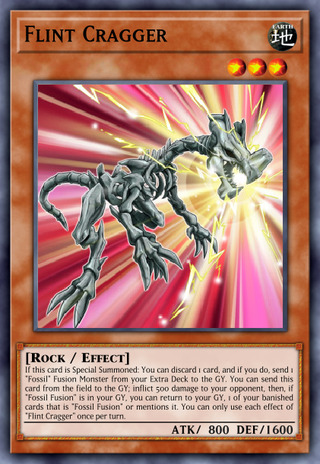 Flint Cragger
EARTH
地
[Rock / Effect]
If this card is Special Summoned: You can discard 1 card, and if you do, send 1
"Fossil" Fusion Monster from your Extra Deck to the GY. You can send this
card from the field to the GY; inflict 500 damage to your opponent, then, if
"Fossil Fusion" is in your GY, you can return to your GY, 1 of your
banished cards that is "Fossil Fusion" or mentions it. You can only use each effect of
"Flint Cragger" once per turn.
ATK/ 800 DEF/1600